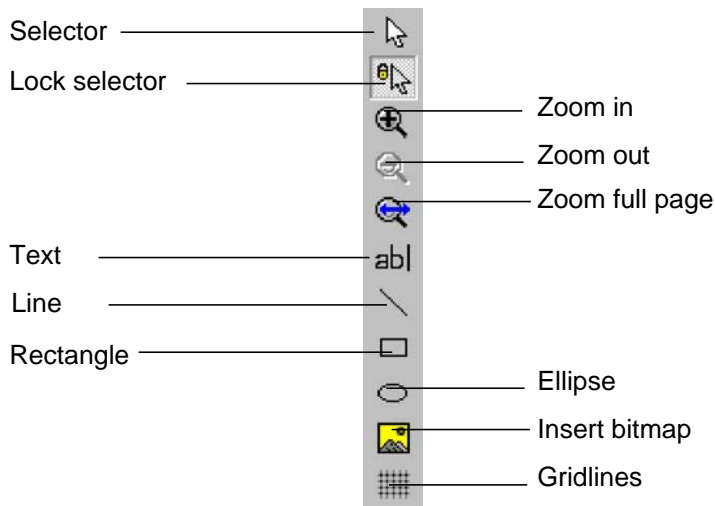 Selector
Lock selector
Zoom in
Zoom out
Zoom full page
Text
ab|
Line
Rectangle
Ellipse
Insert bitmap
Gridlines